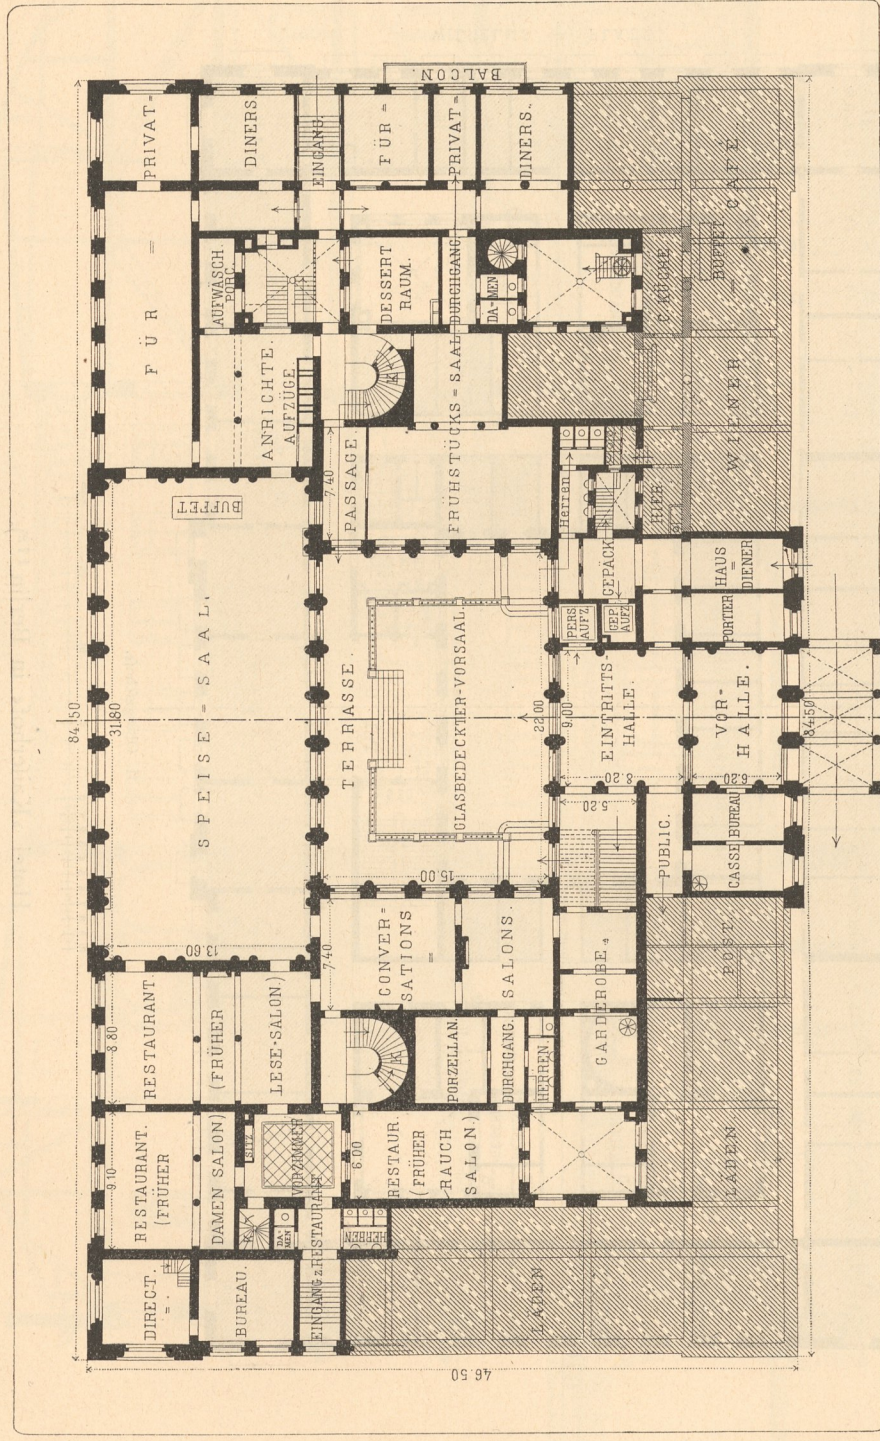 BALCON.
PRIVAT=
DINERS
EINGANG.
FÜR =
PRIVAT=
DINERS.
FÜR =
AUFWÄSCH.
PORC.
DESSERT
RAUM.
DURCHGANG
DA=MEN
C.KÜCHE
BUFFET
CAFÉ
WIENER
ANRICHTE.
AUFZÜGE
K
FRÜHSTÜCKS=SAAL
PASSAGE.
7.40
Herren
HIER
BUFFET
GEPÄCK
HAUS
=
DIENER
PERS.
AUFZ.
GEP.
AUFZ
PORTIER
84.50
31.80
SPEISE=SAAL.
TERRASSE.
GLASBEDECKTER-VORSAAL.
22.00
9.00
EINTRITTS-
HALLE.
8.20
VOR-
HALLE.
6.20
84.50
15.00
5.20
PUBLIC.
BUREAU
CASSE
13.60
7.40
CONVER=
SATIONS
=
SALONS.
GARDEROBE.
POST
RESTAURANT.
8.80
(FRÜHER
LESE-SALON.)
K
PORZELLAN.
DURCHGANG.
HERREN.
RESTAURANT.
(FRÜHER
9.10
DAMEN SALON)
SITZ
VORZIMMER
6.00
RESTAUR.
(FRÜHER
RAUCH
SALON.)
LADEN
K
DA=
MEN
HERREN
DIRECT.
=
BUREAU.
EINGANG z. RESTAURANT
LADEN
46.50